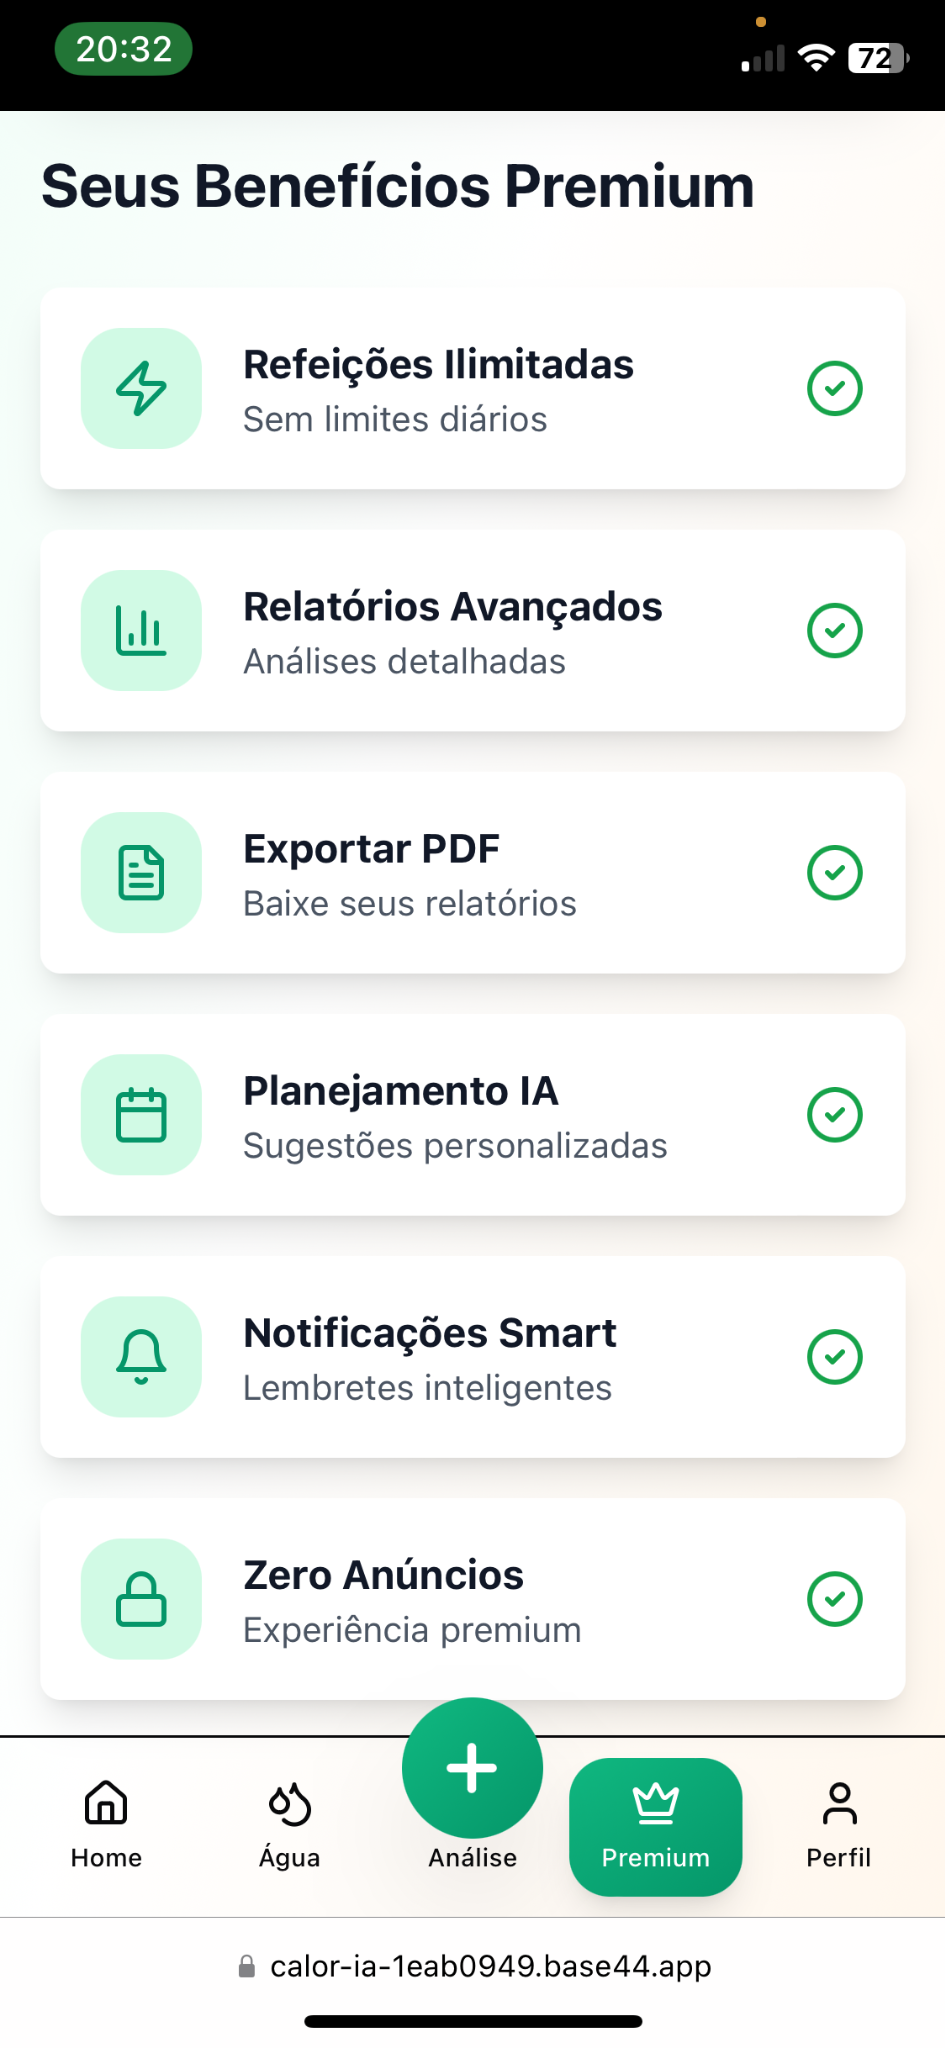 20:32
72
Seus Benefícios Premium
Refeições Ilimitadas
Sem limites diários
Relatórios Avançados
Análises detalhadas
Exportar PDF
Baixe seus relatórios
Planejamento IA
Sugestões personalizadas
Notificações Smart
Lembretes inteligentes
Zero Anúncios
Experiência premium
Home
Água
Análise
Premium
Perfil
calor-ia-1eab0949.base44.app